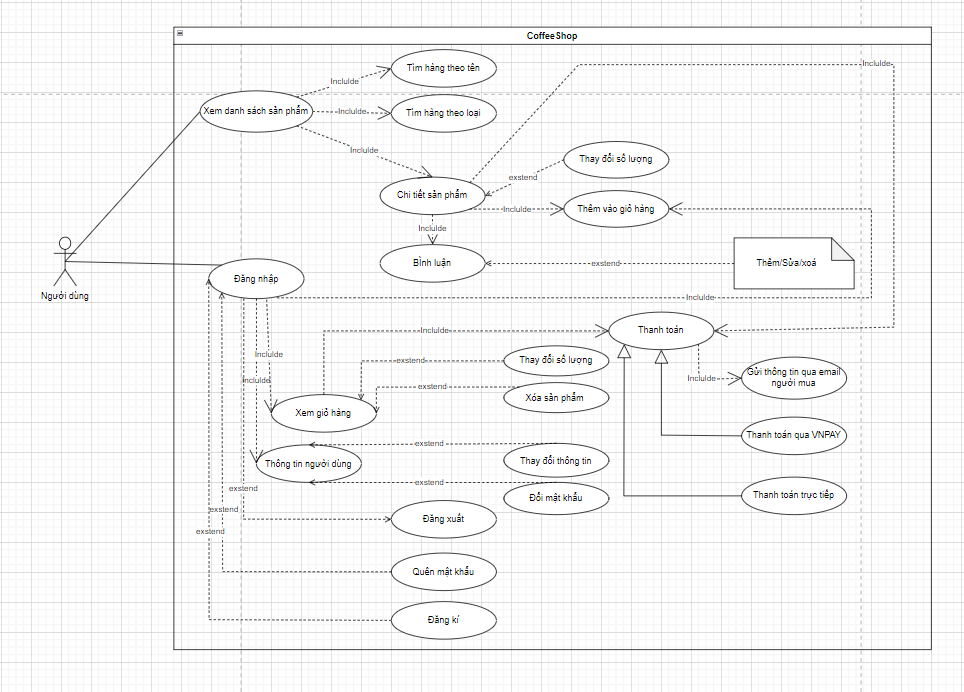 CoffeeShop
Tìm hàng theo tên
Inclulde
Inclulde
Xem danh sách sản phẩm
Inclulde
Tìm hàng theo loại
Inclulde
Thay đổi số lượng
exstend
Chi tiết sản phẩm
Inclulde
Thêm vào giỏ hàng
Inclulde
Bình luận
exstend
Thêm/Sửa/xoá
Đăng nhập
Người dùng
Inclulde
Inclulde
Thanh toán
Inclulde
exstend
Thay đổi số lượng
Inclulde
exstend
Xóa sản phẩm
Inclulde
Gửi thông tin qua email
người mua
Xem giỏ hàng
exstend
Thanh toán qua VNPAY
Thông tin người dùng
Thay đổi thông tin
exstend
exstend
Đổi mật khẩu
Thanh toán trực tiếp
exstend
Đăng xuất
exstend
Quên mật khẩu
Đăng kí